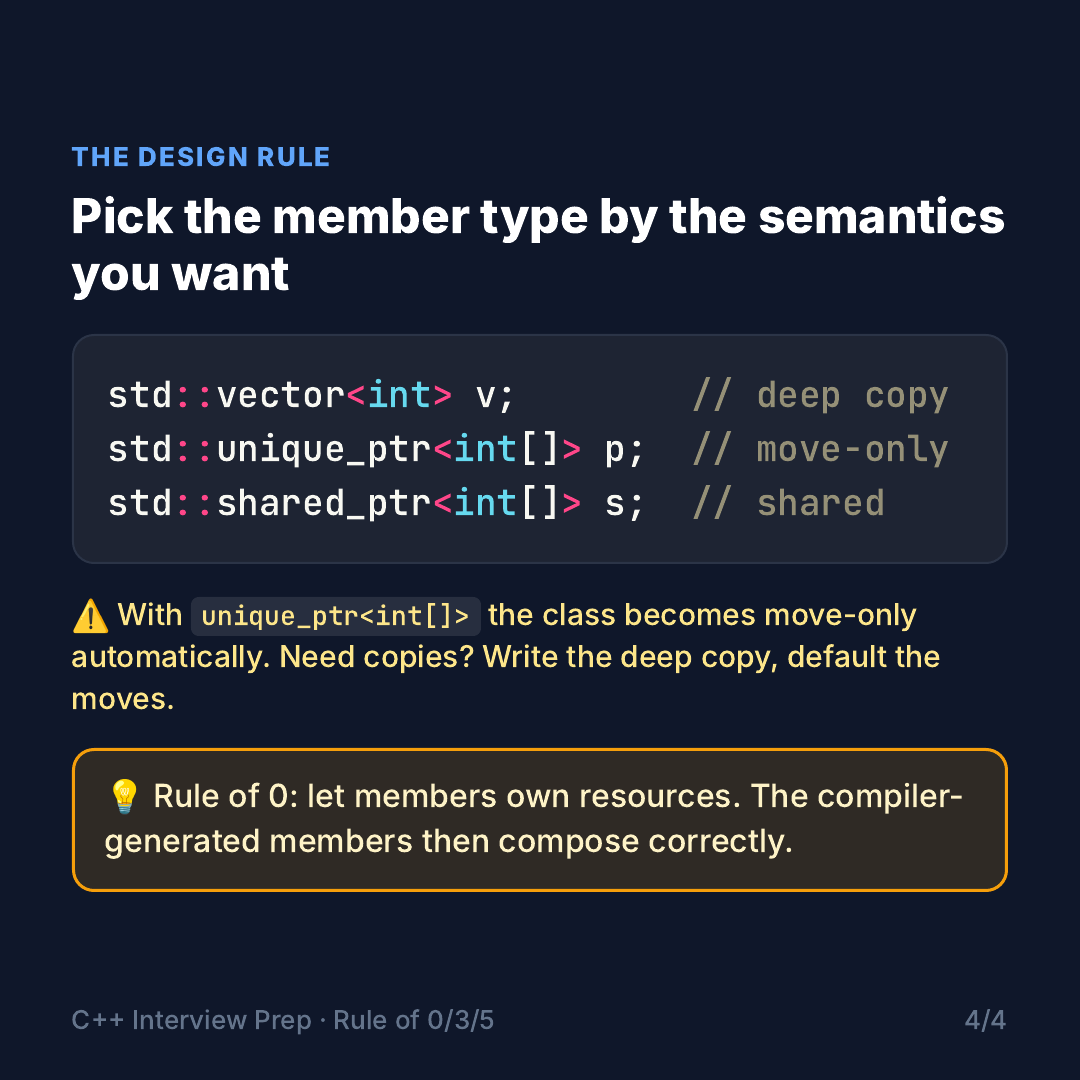 THE DESIGN RULE
Pick the member type by the semantics
you want
std::vector<int> v;       // deep copy
std::unique_ptr<int[]> p;  // move-only
std::shared_ptr<int[]> s;  // shared
⚠️ With unique_ptr<int[]> the class becomes move-only
automatically. Need copies? Write the deep copy, default the
moves.
💡 Rule of 0: let members own resources. The compiler-
generated members then compose correctly.
C++ Interview Prep · Rule of 0/3/5
4/4